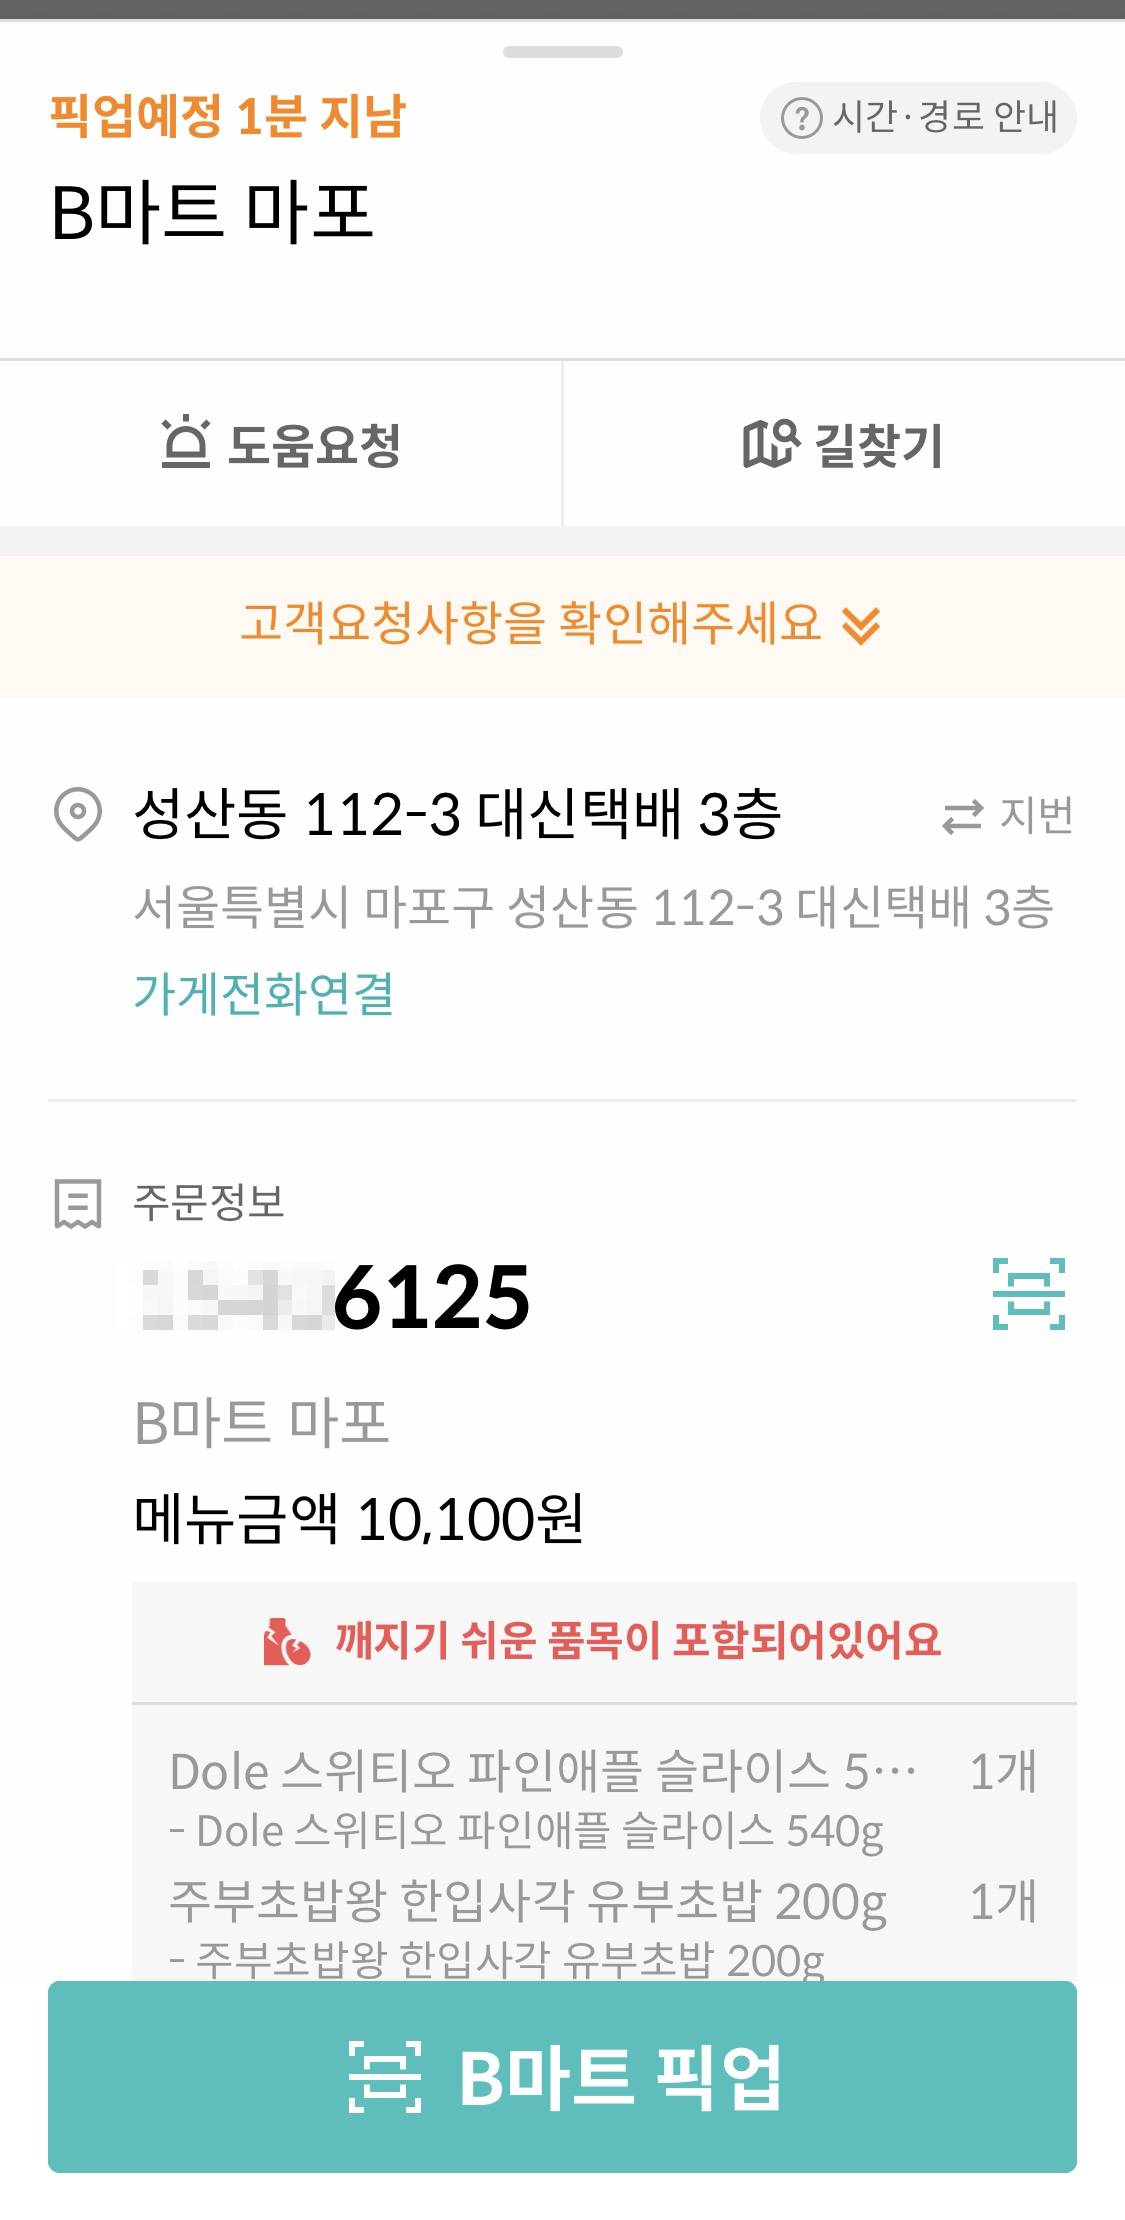 픽업예정 1분 지남
시간·경로 안내
B마트 마포
도움요청
길찾기
고객요청사항을 확인해주세요
성산동 112-3 대신택배 3층
지번
서울특별시 마포구 성산동 112-3 대신택배 3층
가게전화연결
주문정보
6125
B마트 마포
메뉴금액 10,100원
깨지기 쉬운 품목이 포함되어있어요
Dole 스위티오 파인애플 슬라이스 5… 1개
- Dole 스위티오 파인애플 슬라이스 540g
주부초밥왕 한입사각 유부초밥 200g 1개
- 주부초밥왕 한입사각 유부초밥 200g
B마트 픽업